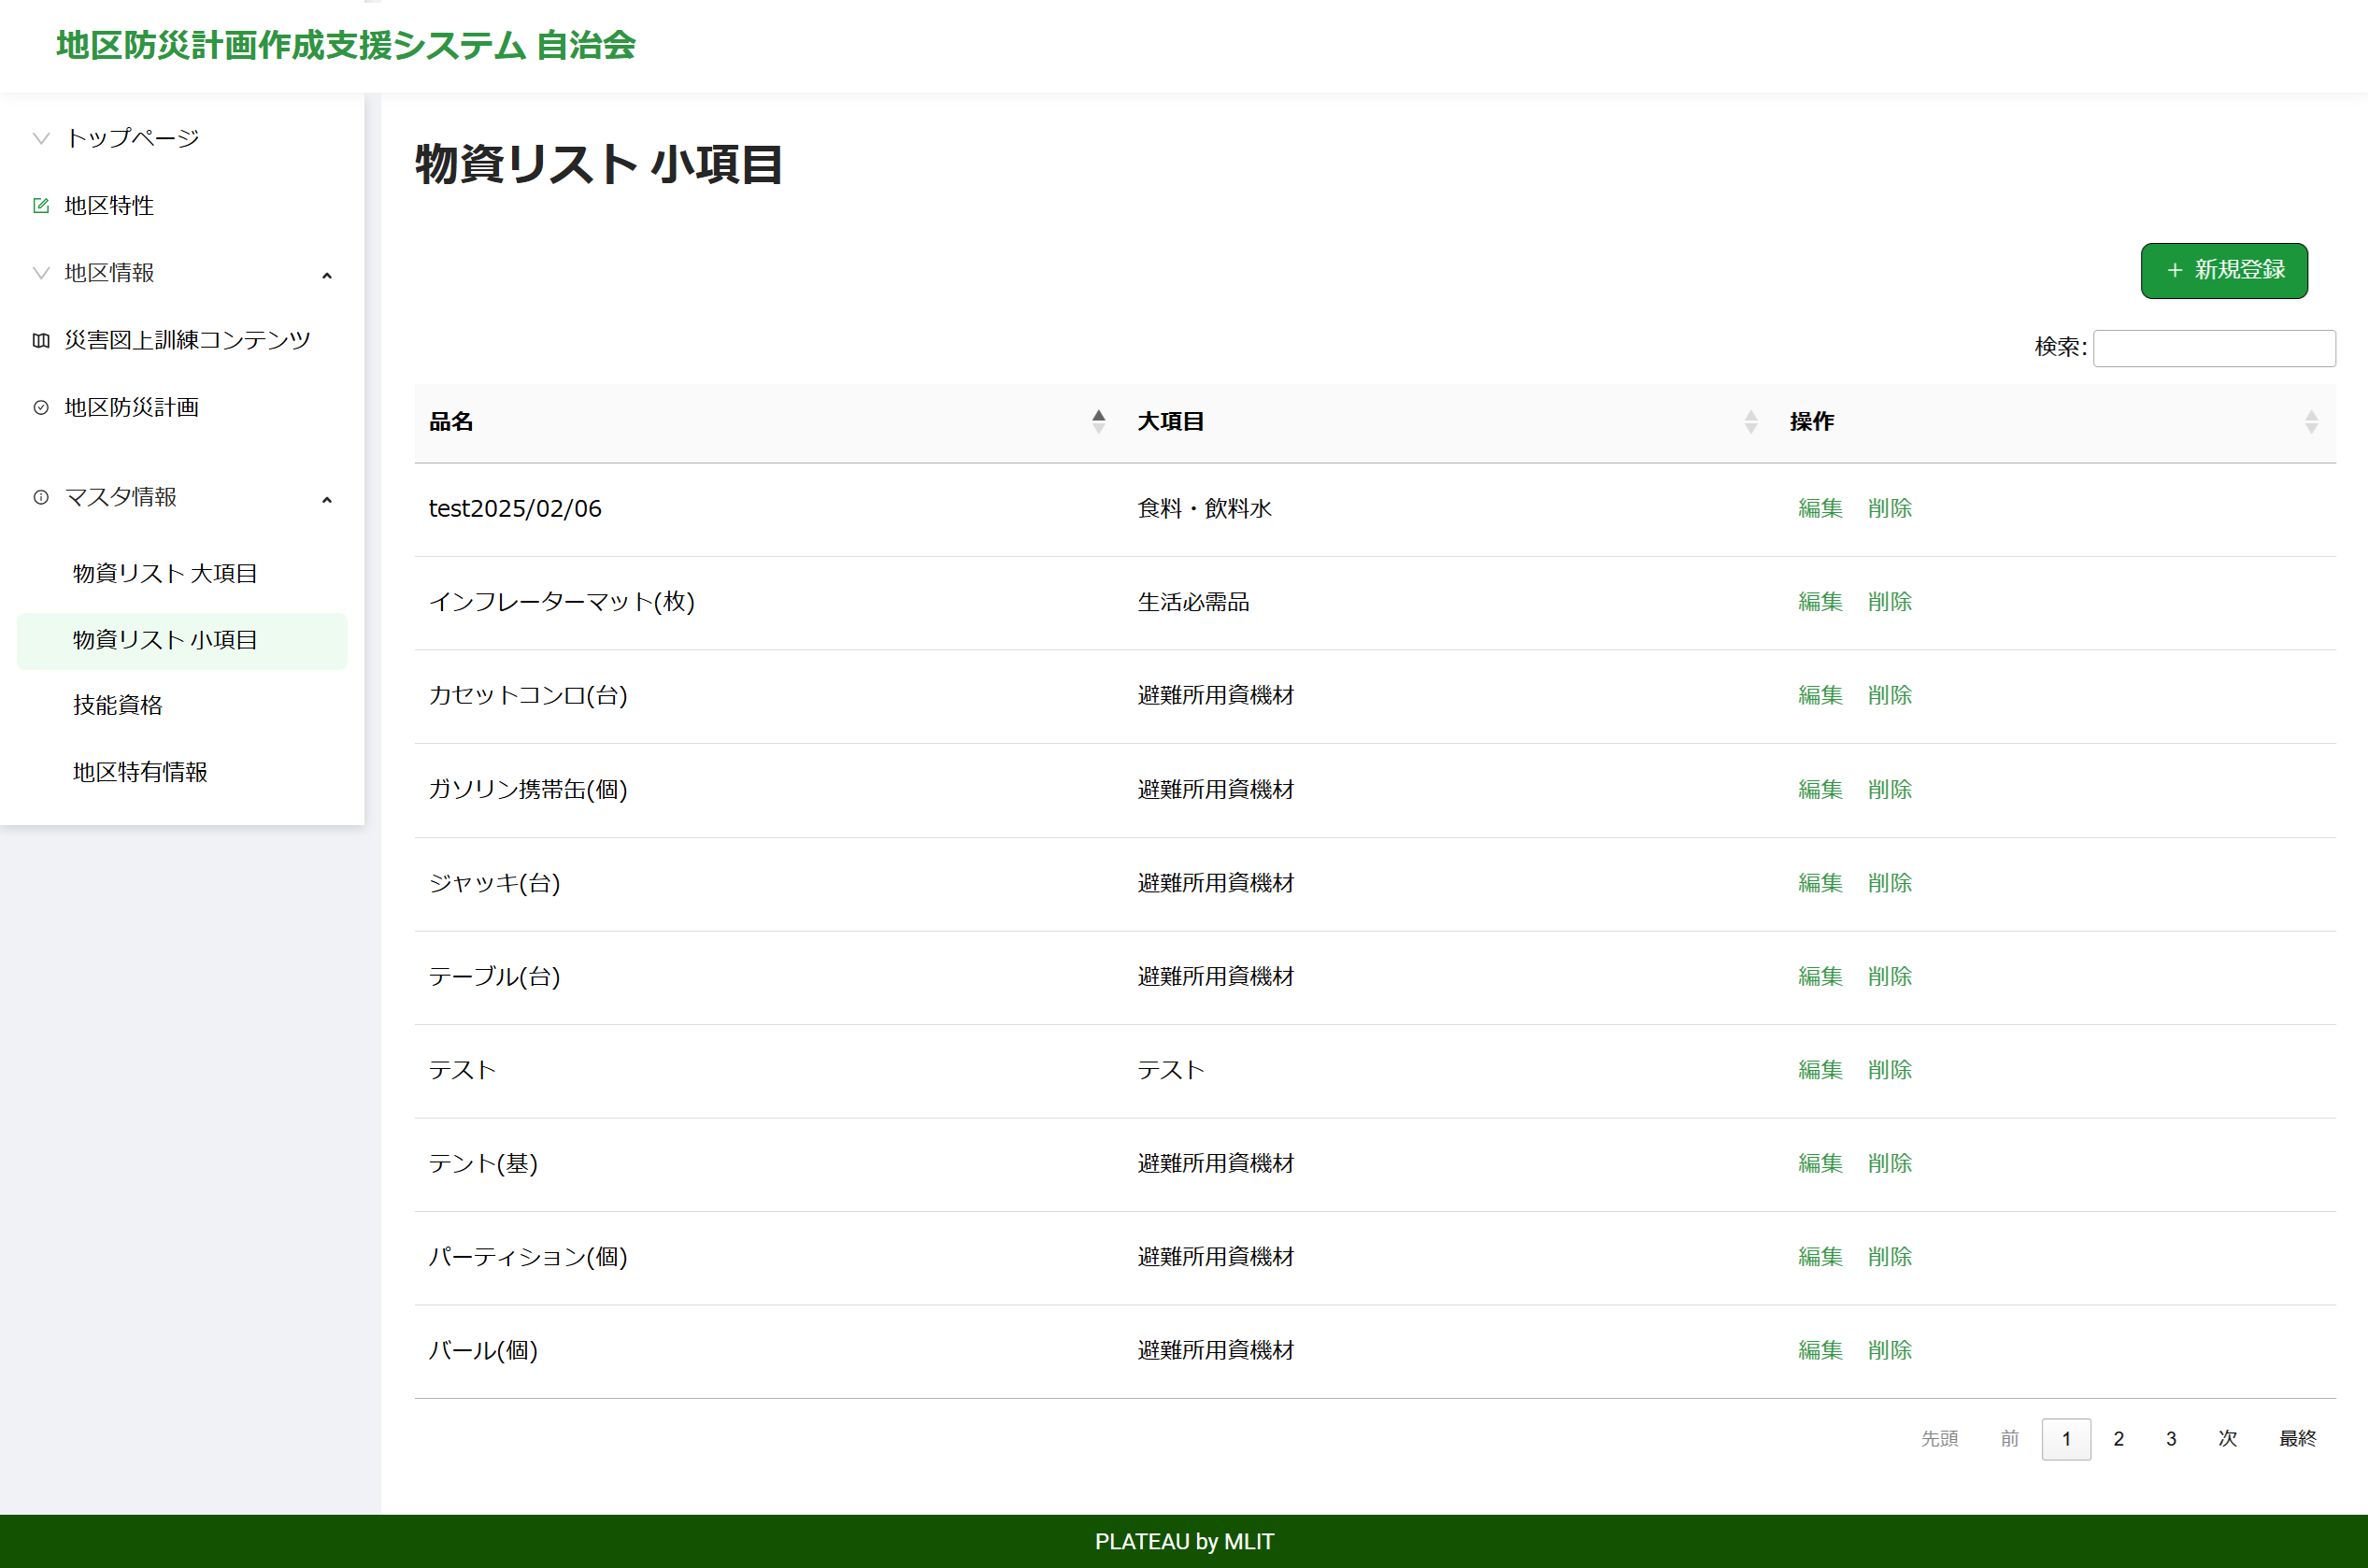 地区防災計画作成支援システム 自治会
トップページ
地区特性
地区情報
災害図上訓練コンテンツ
地区防災計画
マスタ情報
物資リスト 大項目
物資リスト 小項目
技能資格
地区特有情報
物資リスト 小項目
+ 新規登録
検索:
品名 大項目 操作
test2025/02/06 食料・飲料水 編集 削除
インフレーターマット(枚) 生活必需品 編集 削除
カセットコンロ(台) 避難所用資機材 編集 削除
ガソリン携帯缶(個) 避難所用資機材 編集 削除
ジャッキ(台) 避難所用資機材 編集 削除
テーブル(台) 避難所用資機材 編集 削除
テスト テスト 編集 削除
テント(基) 避難所用資機材 編集 削除
パーティション(個) 避難所用資機材 編集 削除
バール(個) 避難所用資機材 編集 削除
先頭 前 1 2 3 次 最終
PLATEAU by MLIT